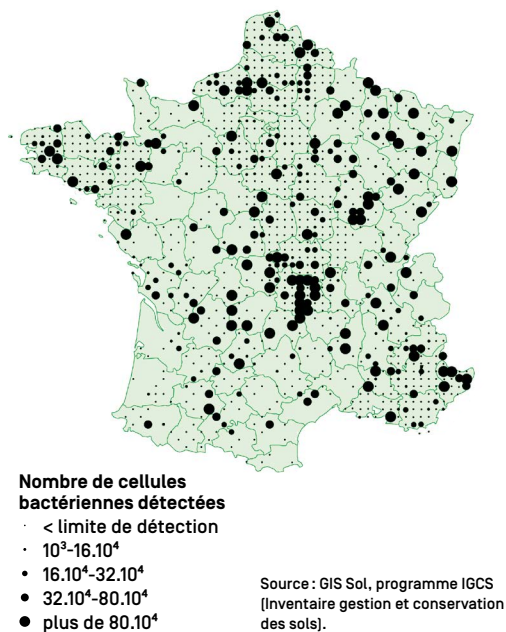 Nombre de cellules
bactériennes détectées
< limite de détection
10³-16.10⁴
16.10⁴-32.10⁴
32.10⁴-80.10⁴
plus de 80.10⁴
Source : GIS Sol, programme IGCS
(Inventaire gestion et conservation
des sols).